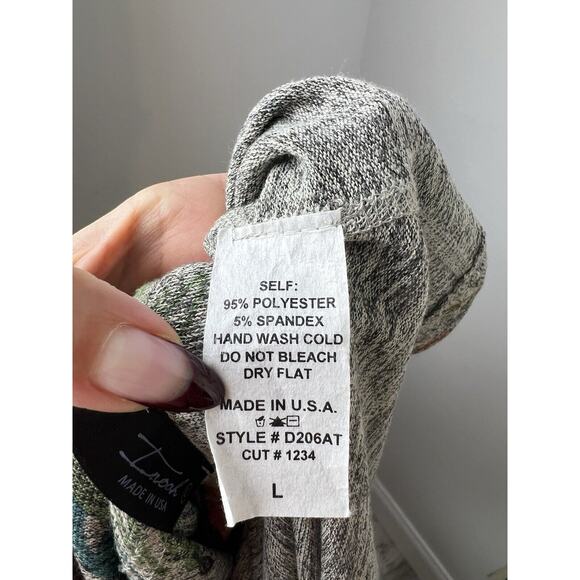 SELF:
95% POLYESTER
5% SPANDEX
HAND WASH COLD
DO NOT BLEACH
DRY FLAT
MADE IN U.S.A.
STYLE # D206AT
CUT # 1234
L
MADE IN USA